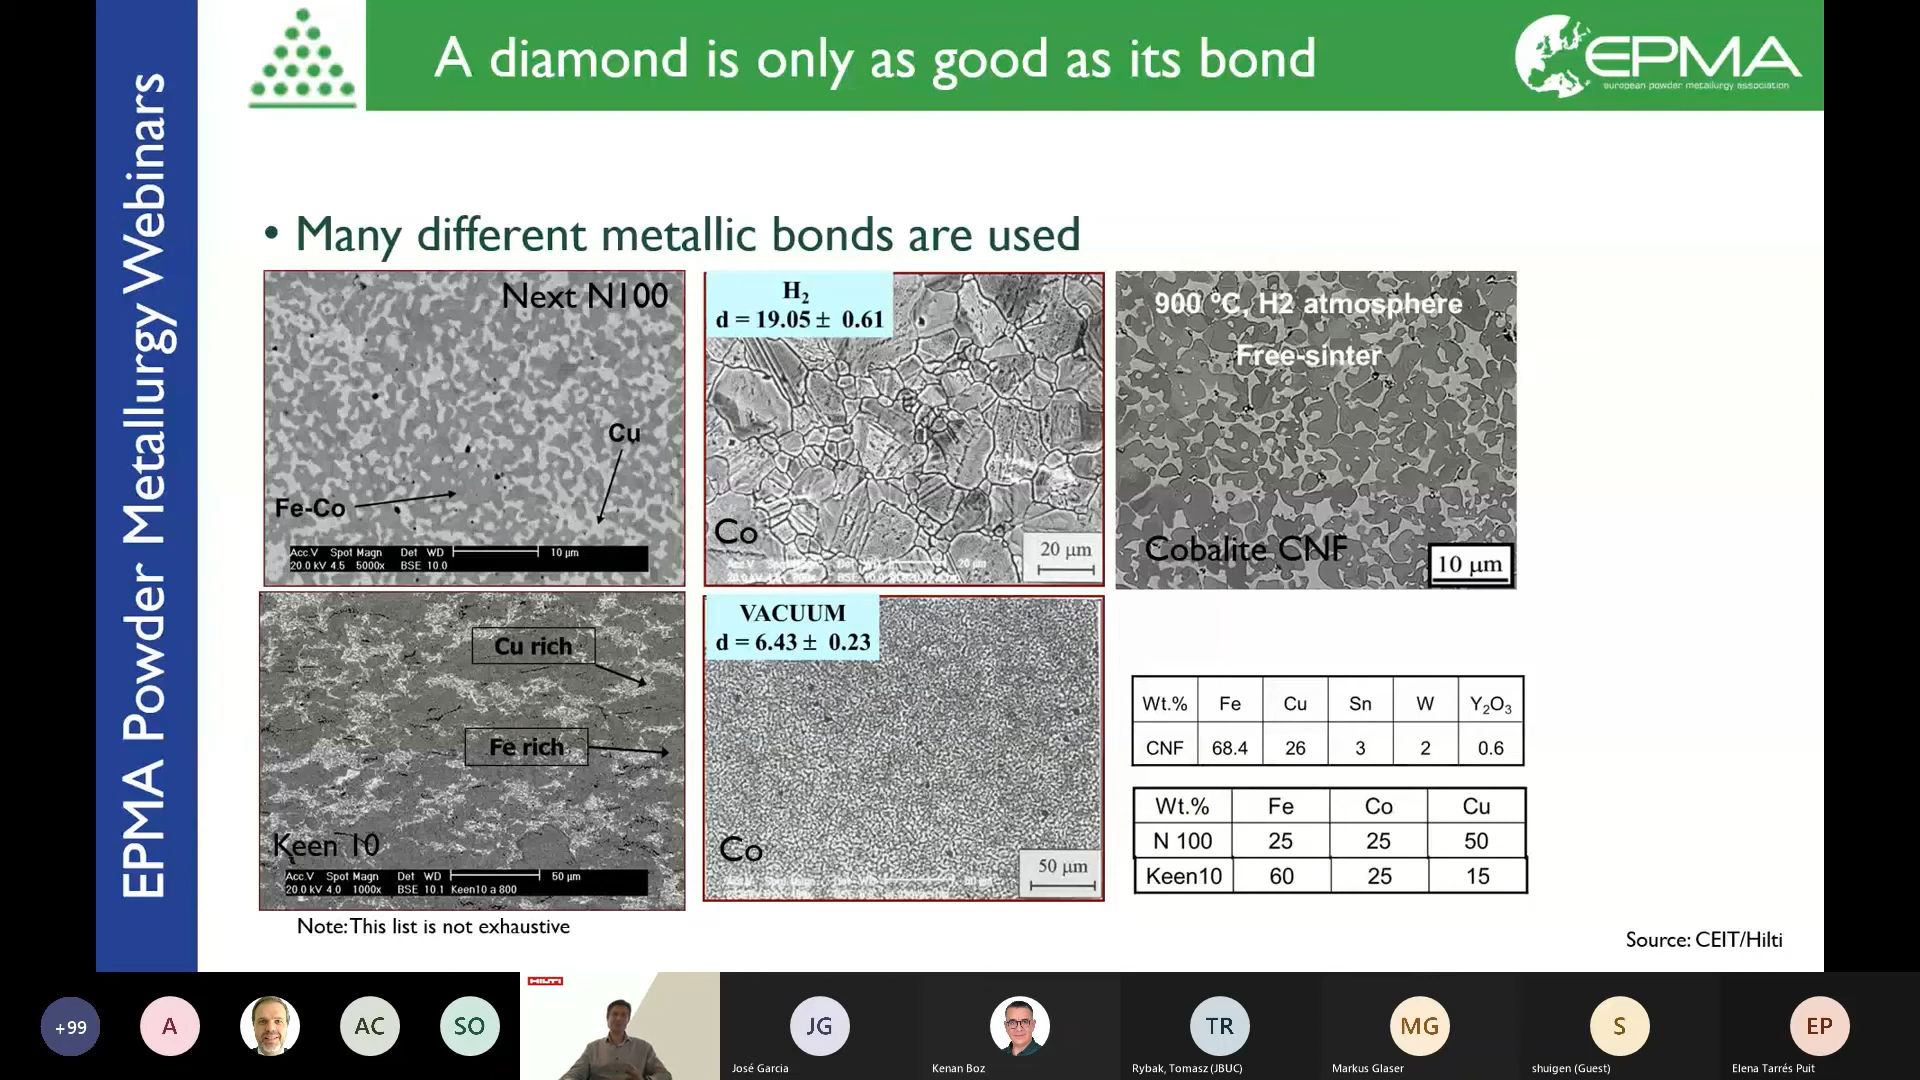 EPMA Powder Metallurgy Webinars
A diamond is only as good as its bond
EPMA
european powder metallurgy association
• Many different metallic bonds are used
Next N100
Cu
Fe-Co
Acc.V Spot Magn Det WD 10 µm
20.0 kV 4.5 5000x BSE 10.0
H2
d = 19.05 ± 0.61
Co
20 µm
900 ºC, H2 atmosphere
Free-sinter
Cobalite CNF
10 µm
Cu rich
Fe rich
Keen 10
Acc.V Spot Magn Det WD 50 µm
20.0 kV 4.0 1000x BSE 10.1 Keen10 a 800
VACUUM
d = 6.43 ± 0.23
Co
50 µm
Wt.% Fe Cu Sn W Y2O3
CNF 68.4 26 3 2 0.6
Wt.% Fe Co Cu
N 100 25 25 50
Keen10 60 25 15
Note: This list is not exhaustive
Source: CEIT/Hilti
+99
A
AC
SO
HILTI
JG
José Garcia
Kenan Boz
TR
Rybak, Tomasz (JBUC)
MG
Markus Glaser
S
shuigen (Guest)
EP
Elena Tarrés Puit